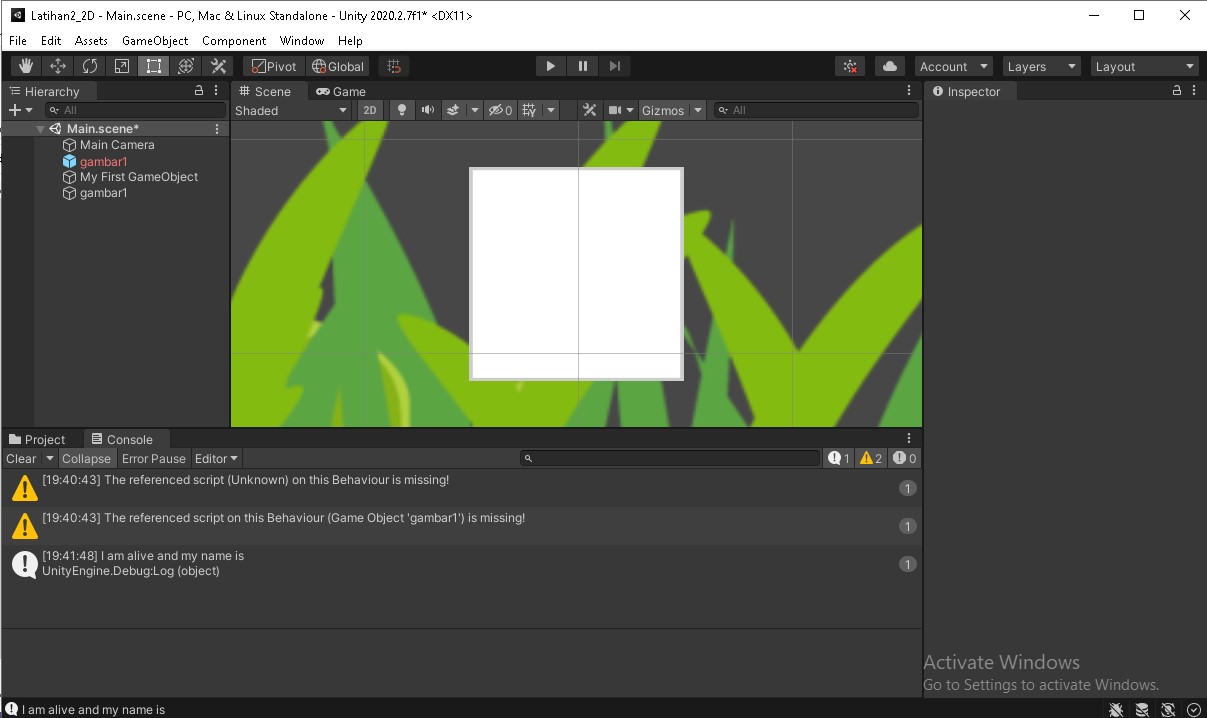 Latihan2_2D - Main.scene - PC, Mac & Linux Standalone - Unity 2020.2.7f1* <DX11>
File Edit Assets GameObject Component Window Help
Pivot Global Account Layers Layout
Hierarchy
All
Main.scene*
Main Camera
gambar1
My First GameObject
gambar1
Scene Game
Shaded 2D 0 Gizmos All
Inspector
Project Console
Clear Collapse Error Pause Editor 1 2 0
[19:40:43] The referenced script (Unknown) on this Behaviour is missing! 1
[19:40:43] The referenced script on this Behaviour (Game Object 'gambar1') is missing! 1
[19:41:48] I am alive and my name is 1
UnityEngine.Debug:Log (object)
Activate Windows
Go to Settings to activate Windows.
I am alive and my name is